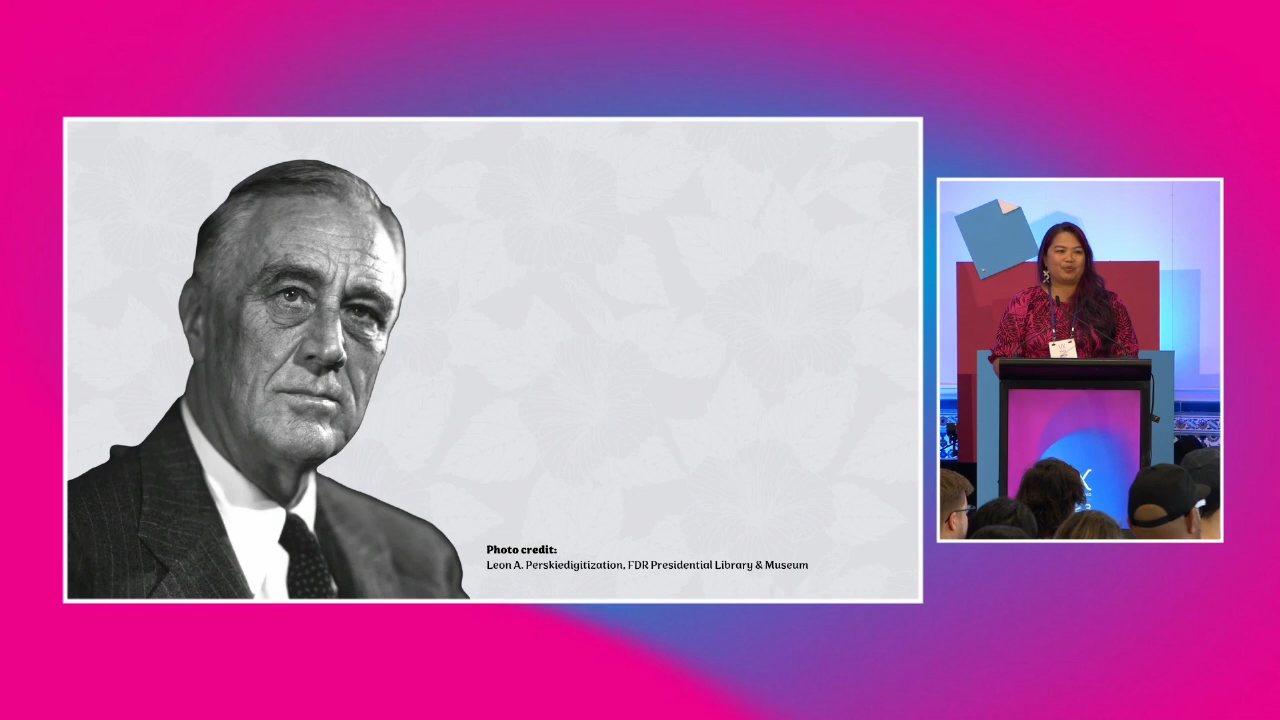 Photo credit:
Leon A. Perskiedigitization, FDR Presidential Library & Museum